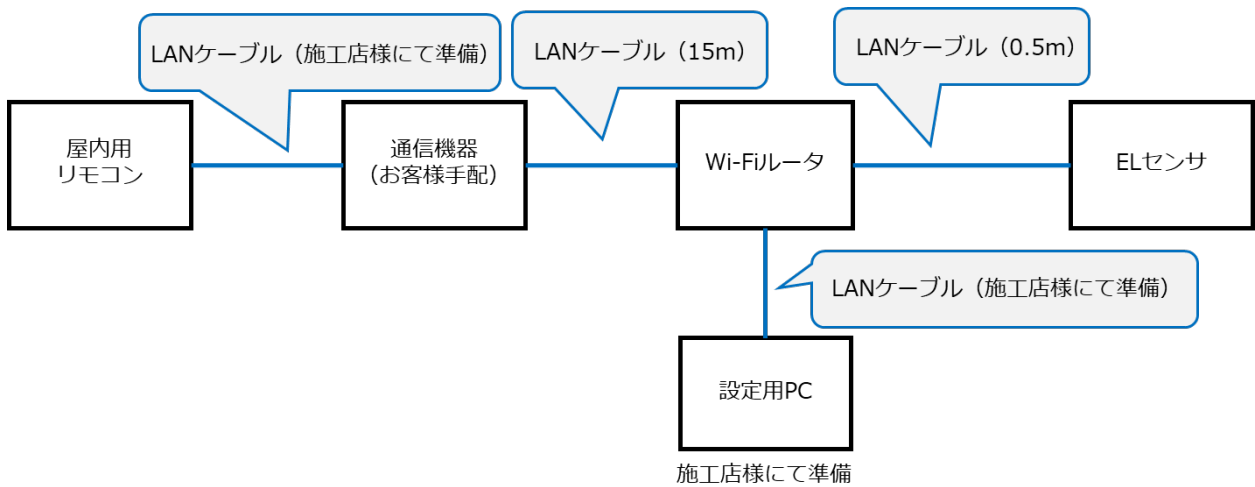 LANケーブル（施工店様にて準備）
LANケーブル（15m）
LANケーブル（0.5m）
屋内用
リモコン
通信機器
（お客様手配）
Wi-Fiルータ
ELセンサ
LANケーブル（施工店様にて準備）
設定用PC
施工店様にて準備